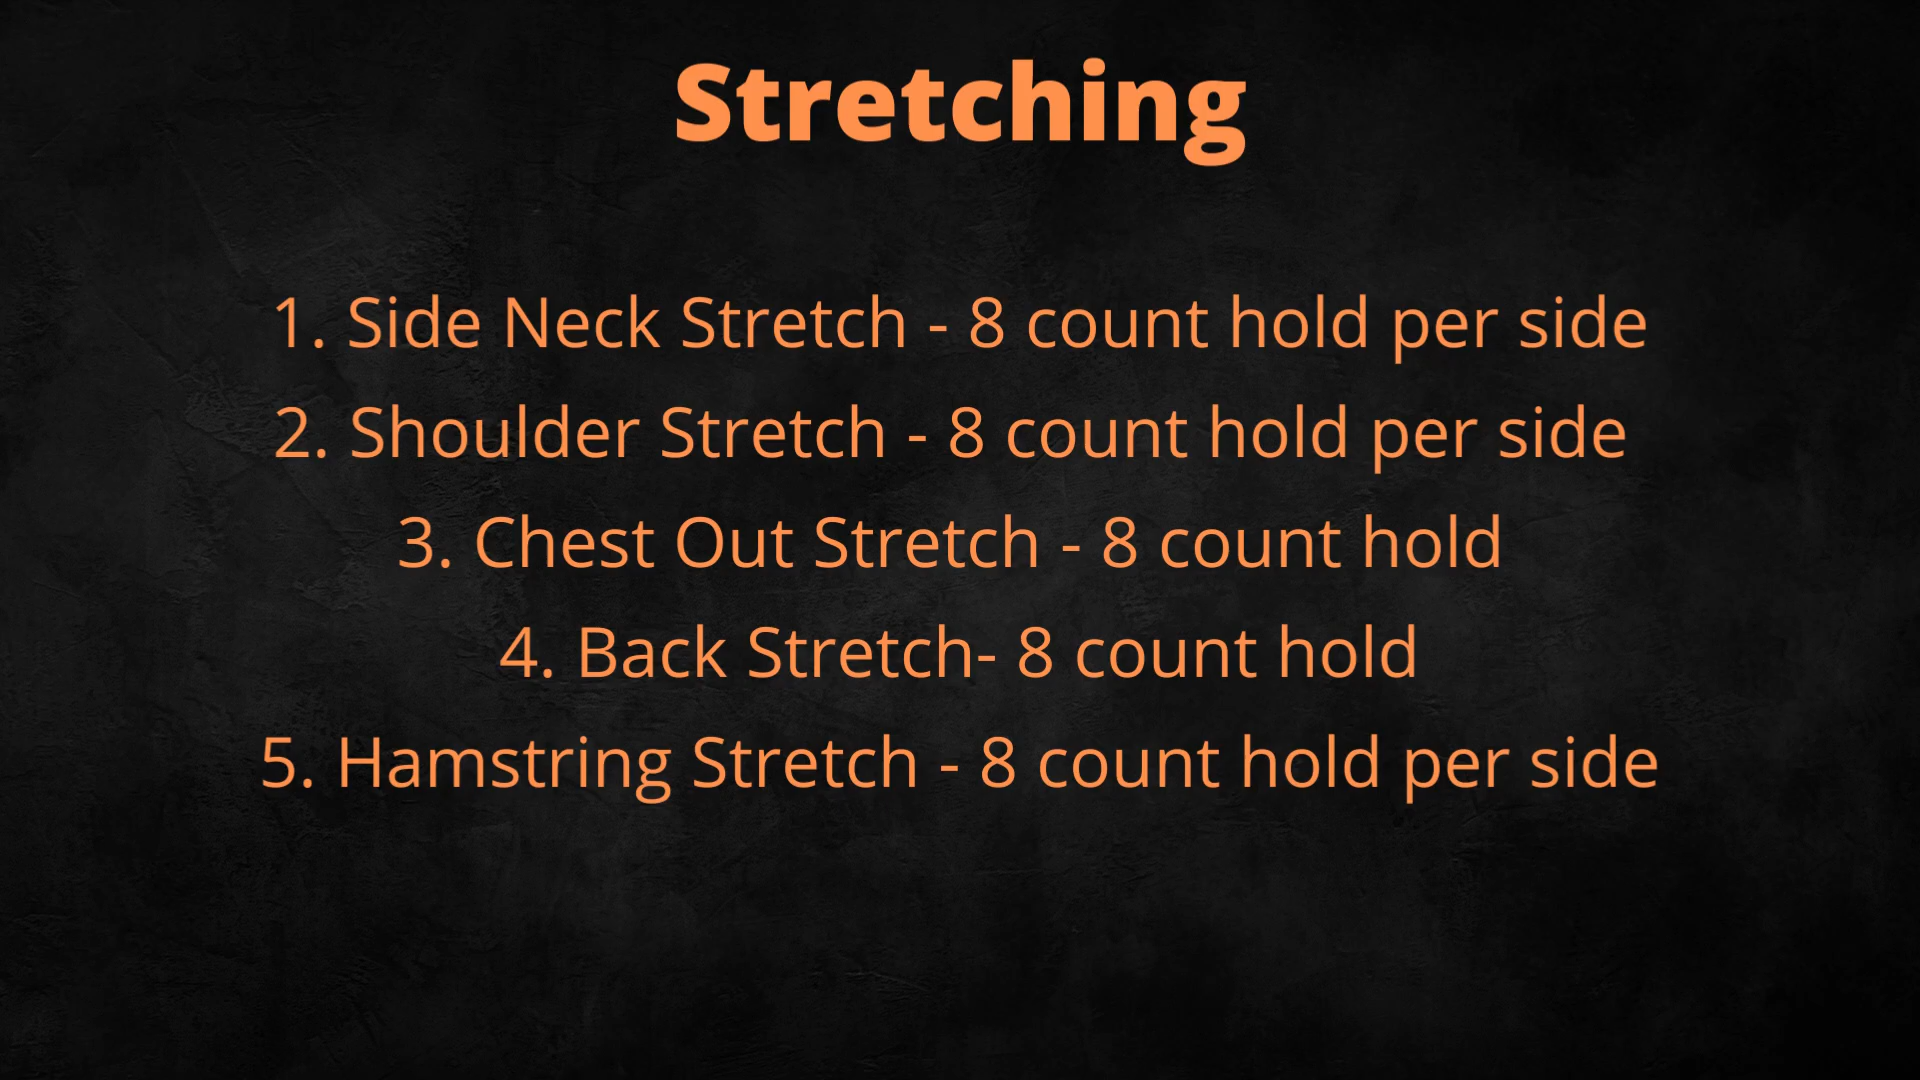 Stretching
1. Side Neck Stretch - 8 count hold per side
2. Shoulder Stretch - 8 count hold per side
3. Chest Out Stretch - 8 count hold
4. Back Stretch- 8 count hold
5. Hamstring Stretch - 8 count hold per side